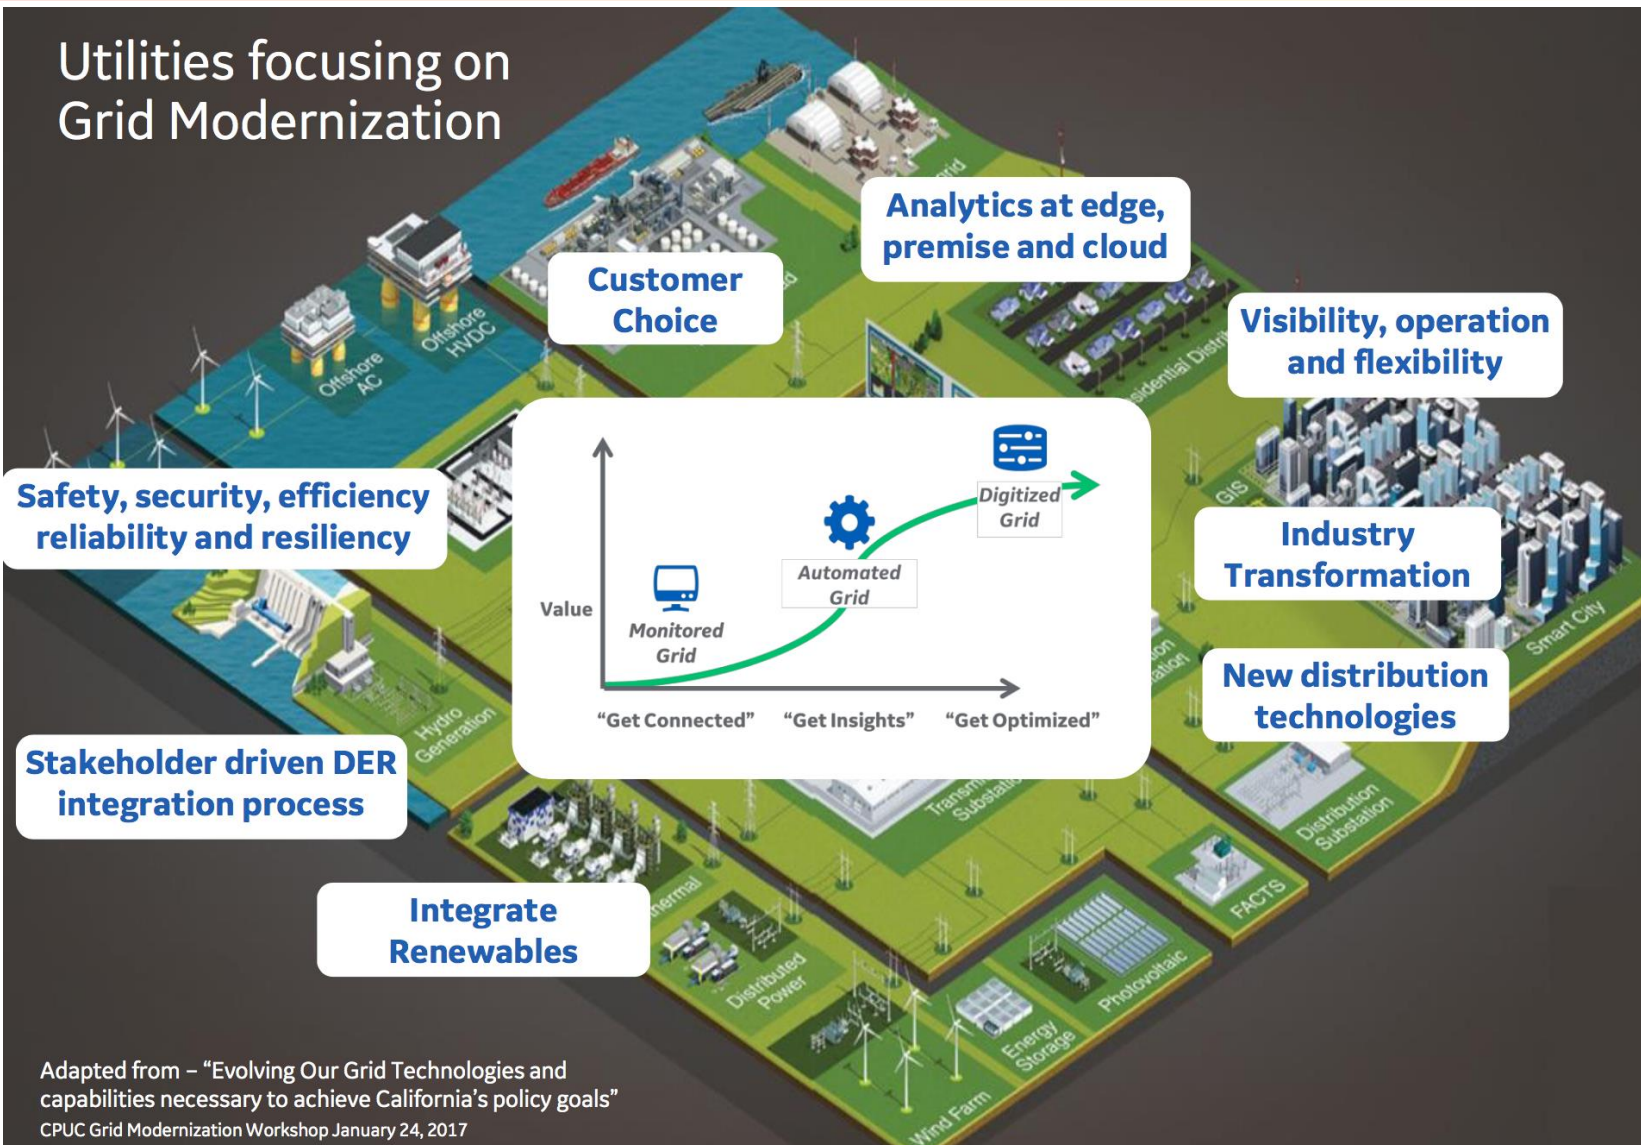 Utilities focusing on
Grid Modernization
Analytics at edge,
premise and cloud
Customer
Choice
Visibility, operation
and flexibility
Offshore
HVDC
Offshore
AC
Safety, security, efficiency
reliability and resiliency
GIS
Industry
Transformation
Smart City
New distribution
technologies
Value
Monitored
Grid
Automated
Grid
Digitized
Grid
“Get Connected”
“Get Insights”
“Get Optimized”
Hydro
Generation
Stakeholder driven DER
integration process
Distribution
Substation
FACTS
Integrate
Renewables
Distributed
Power
Photovoltaic
Energy
Storage
Wind Farm
Adapted from – “Evolving Our Grid Technologies and
capabilities necessary to achieve California’s policy goals”
CPUC Grid Modernization Workshop January 24, 2017